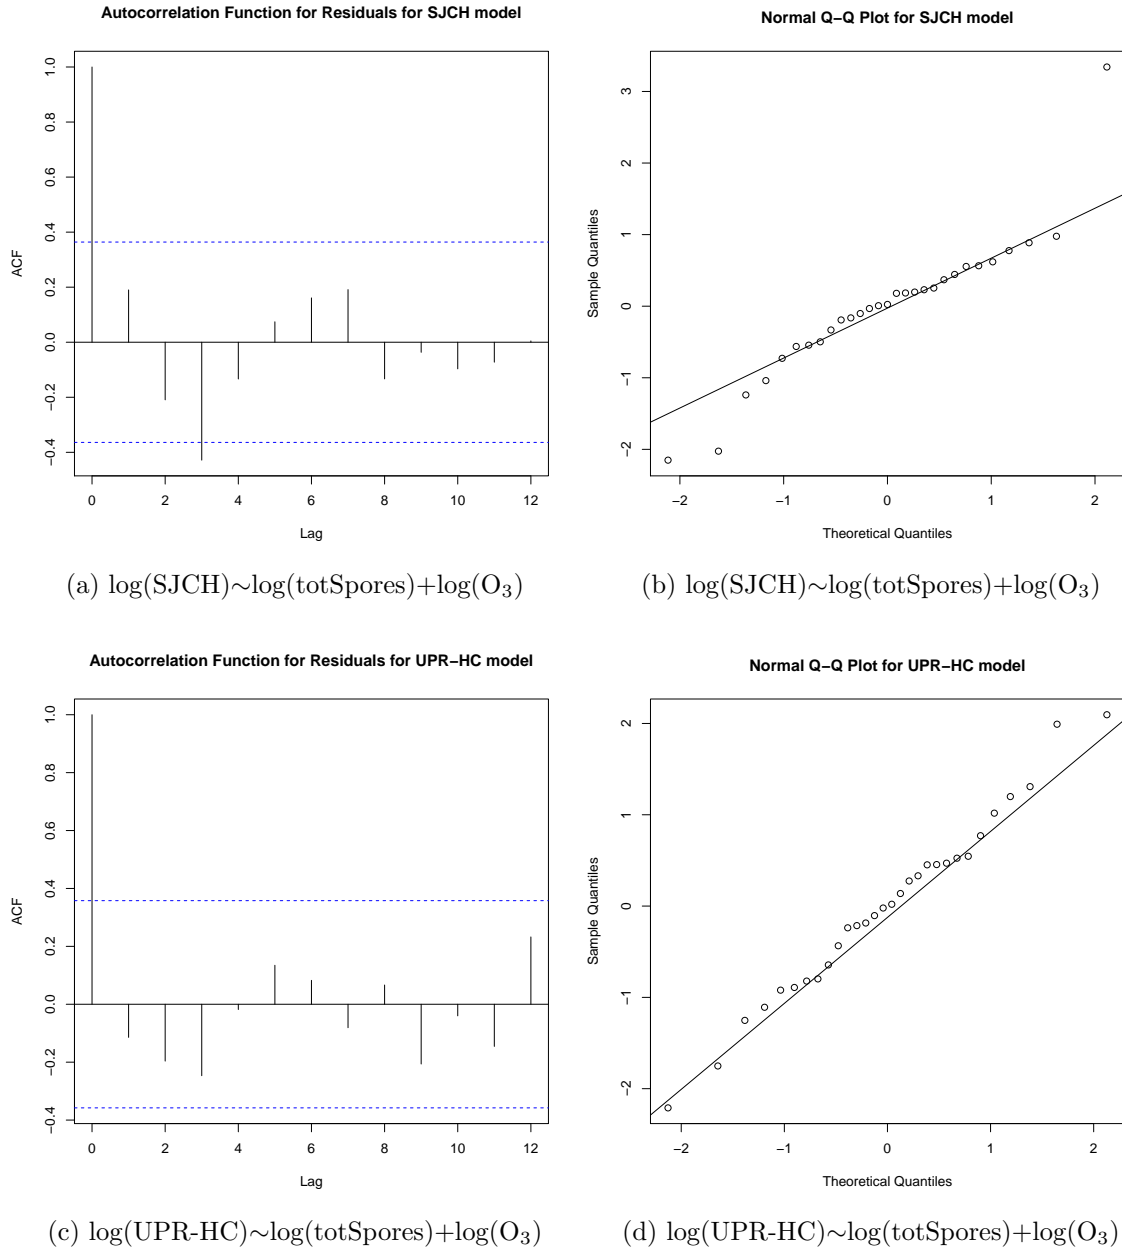 Autocorrelation Function for Residuals for SJCH model
ACF
1.0
0.8
0.6
0.4
0.2
0.0
−0.2
−0.4
0 2 4 6 8 10 12
Lag
(a) log(SJCH)∼log(totSpores)+log(O₃)
Normal Q−Q Plot for SJCH model
Sample Quantiles
3
2
1
0
−1
−2
−2 −1 0 1 2
Theoretical Quantiles
(b) log(SJCH)∼log(totSpores)+log(O₃)
Autocorrelation Function for Residuals for UPR−HC model
ACF
1.0
0.8
0.6
0.4
0.2
0.0
−0.2
−0.4
0 2 4 6 8 10 12
Lag
(c) log(UPR-HC)∼log(totSpores)+log(O₃)
Normal Q−Q Plot for UPR−HC model
Sample Quantiles
2
1
0
−1
−2
−2 −1 0 1 2
Theoretical Quantiles
(d) log(UPR-HC)∼log(totSpores)+log(O₃)